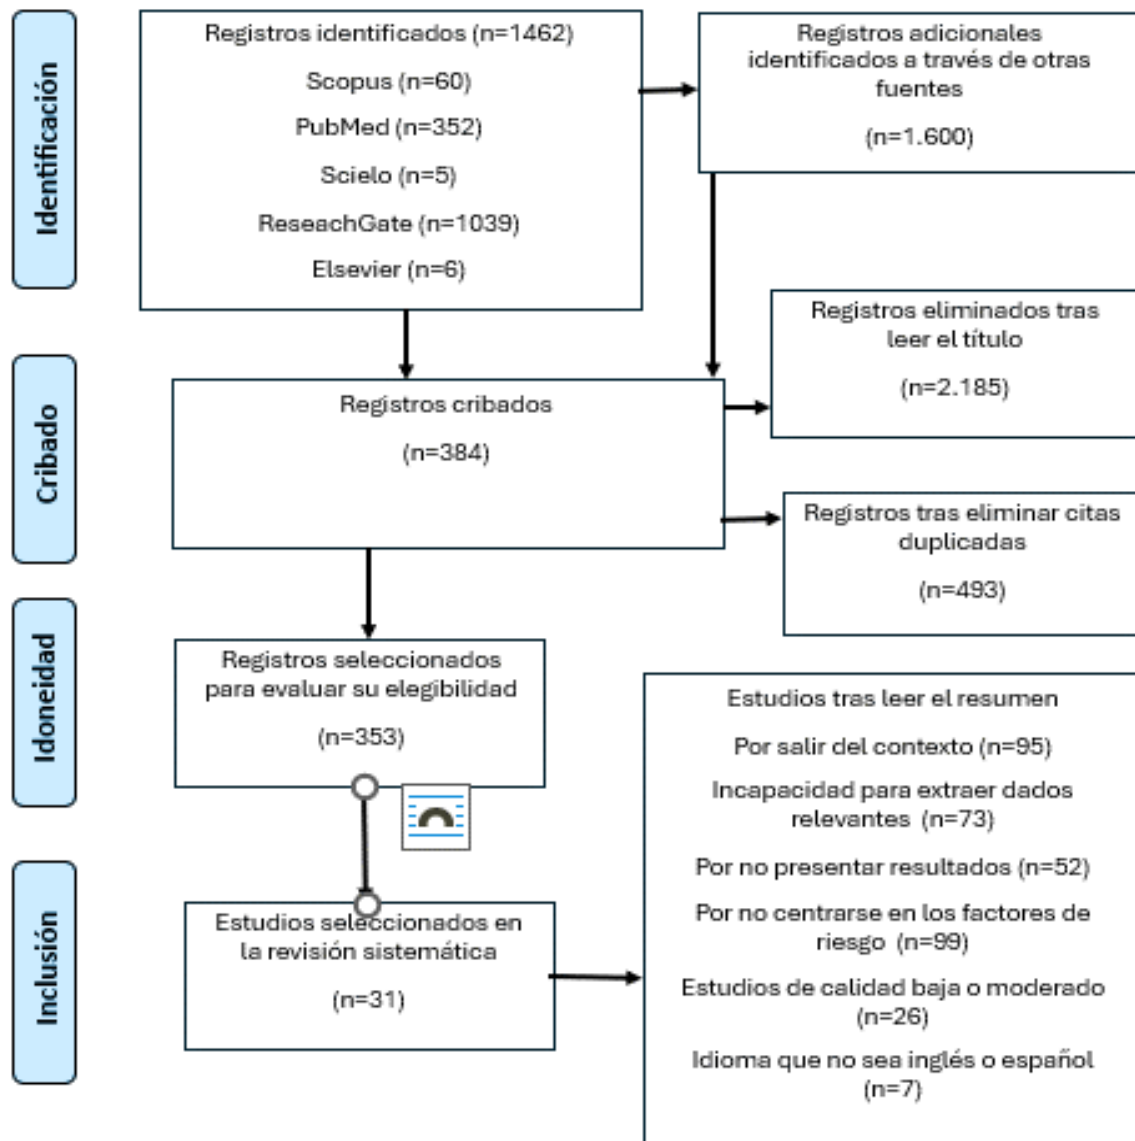 Identificación
Registros identificados (n=1462)
Scopus (n=60)
PubMed (n=352)
Scielo (n=5)
ReseachGate (n=1039)
Elsevier (n=6)
Registros adicionales
identificados a través de otras
fuentes
(n=1.600)
Cribado
Registros cribados
(n=384)
Registros eliminados tras
leer el título
(n=2.185)
Registros tras eliminar citas
duplicadas
(n=493)
Idoneidad
Registros seleccionados
para evaluar su elegibilidad
(n=353)
Inclusión
Estudios seleccionados en
la revisión sistemática
(n=31)
Estudios tras leer el resumen
Por salir del contexto (n=95)
Incapacidad para extraer dados
relevantes (n=73)
Por no presentar resultados (n=52)
Por no centrarse en los factores de
riesgo (n=99)
Estudios de calidad baja o moderado
(n=26)
Idioma que no sea inglés o español
(n=7)